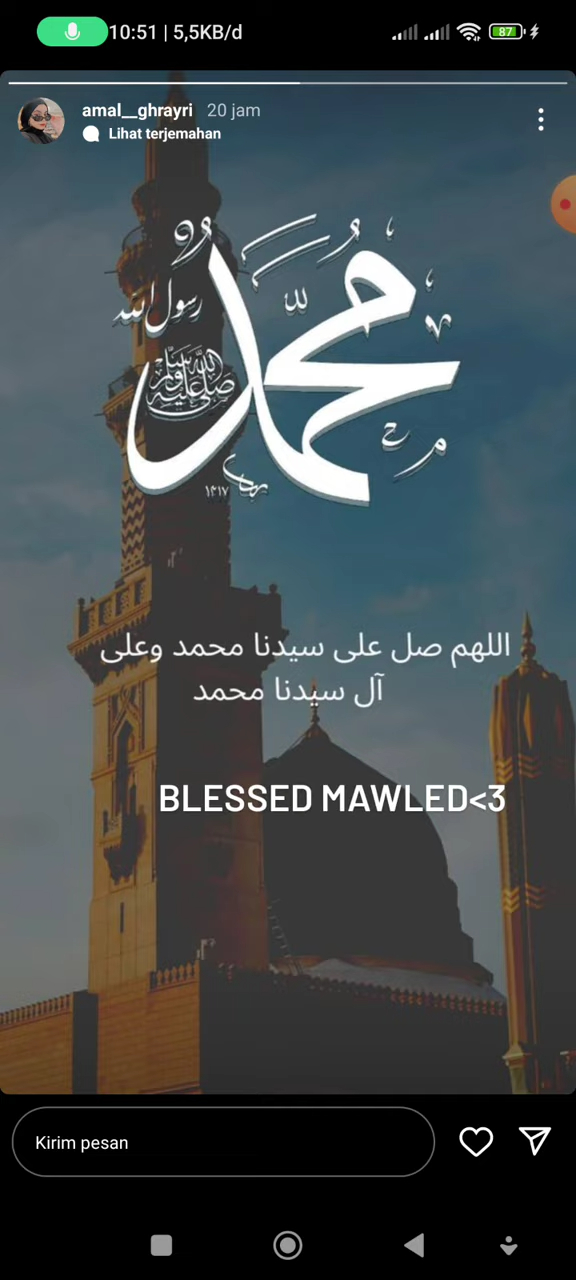 10:51 | 5,5KB/d
87
amal__ghrayri 20 jam
Lihat terjemahan
محمد
رسول الله
صلى الله عليه وسلم
١٤١٧
اللهم صل على سيدنا محمد وعلى
آل سيدنا محمد
BLESSED MAWLED<3
Kirim pesan